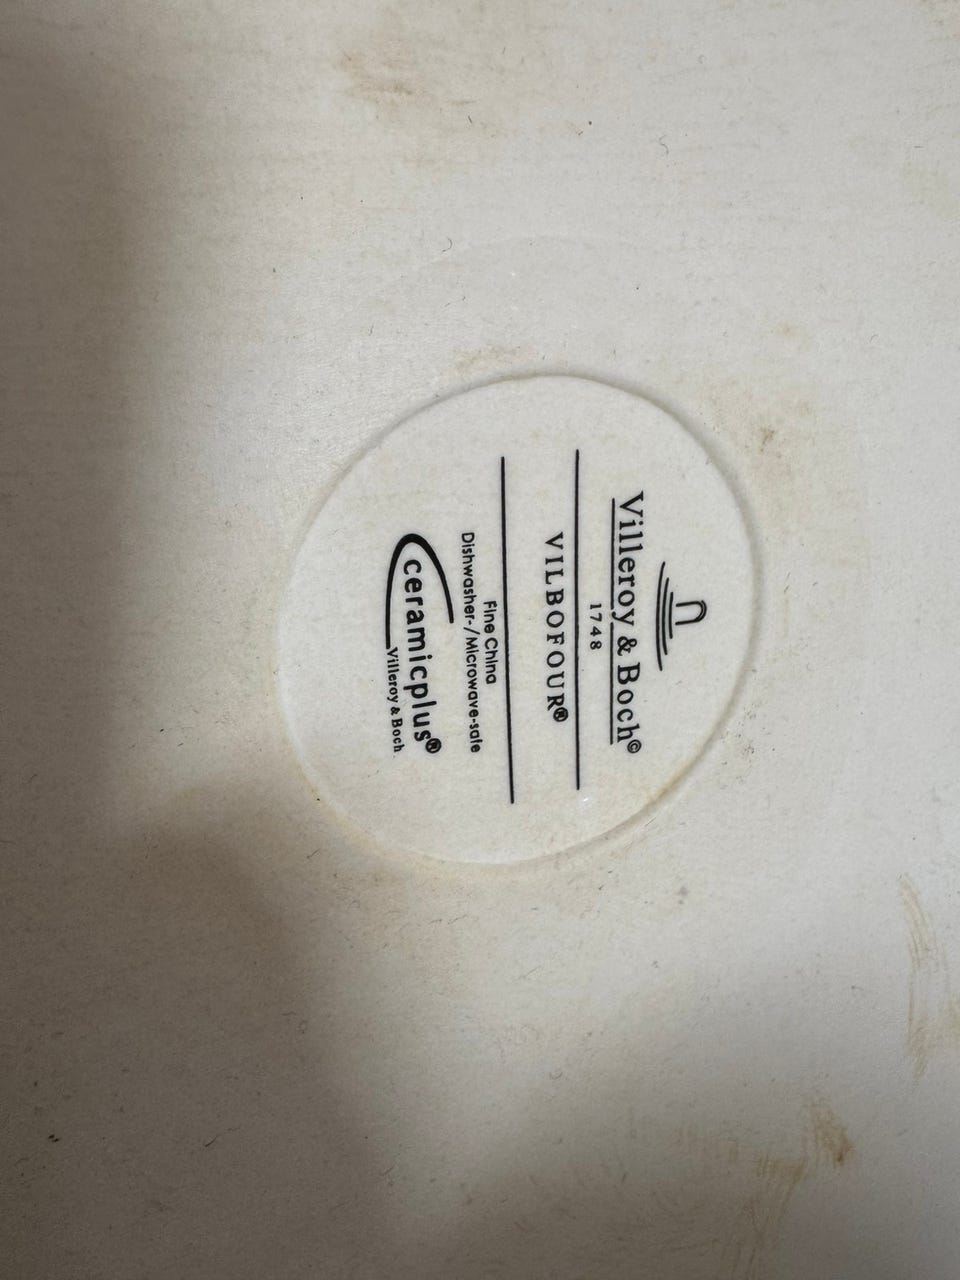 Villeroy & Boch©
1748
VILBOFOUR®
Fine China
Dishwasher-/Microwave-safe
ceramicplus®
Villeroy & Boch